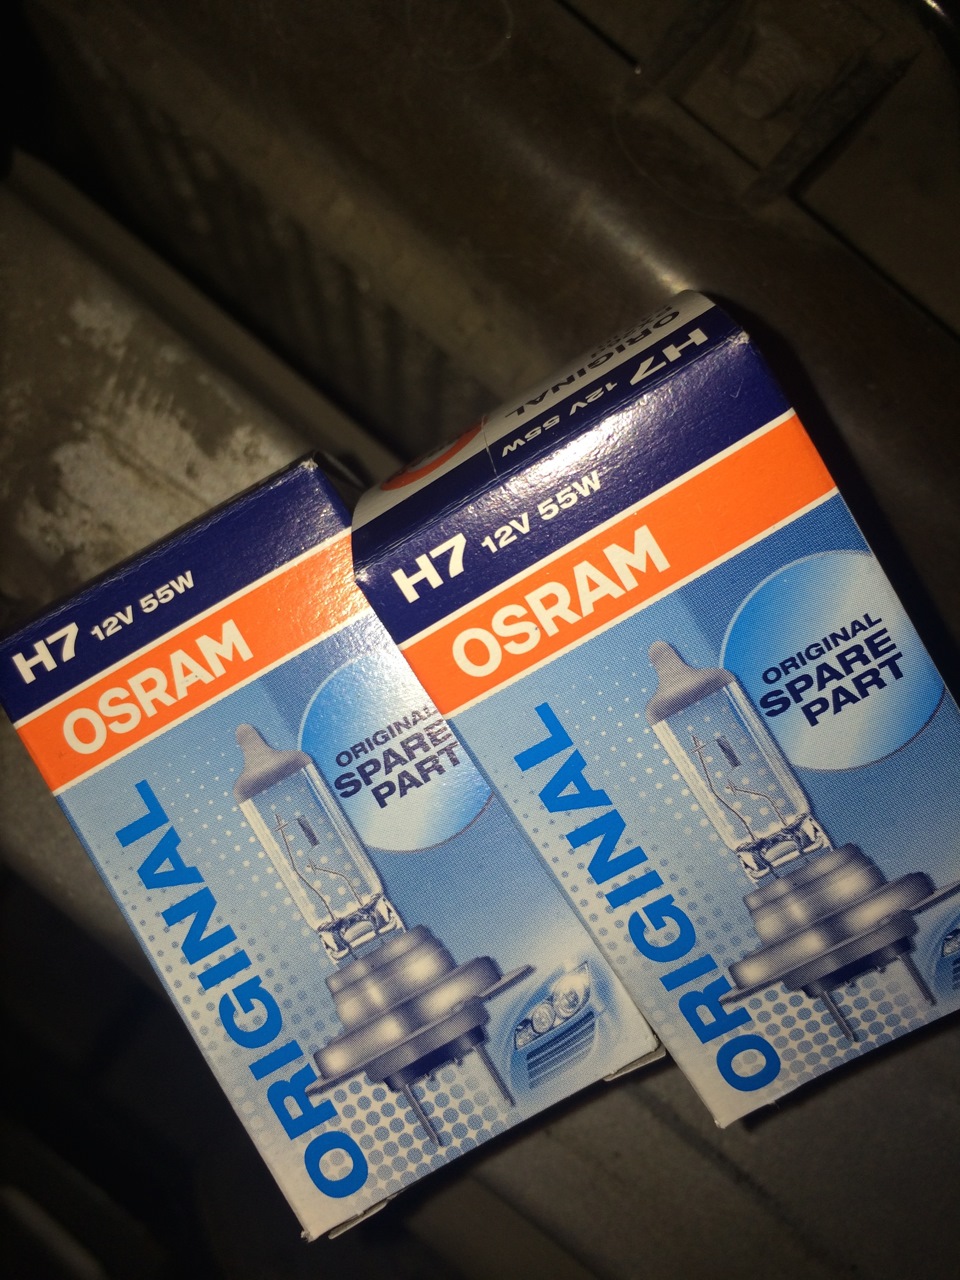 H7 12V 55W
OSRAM
ORIGINAL
SPARE
PART
ORIGINAL
ORIGINAL
H7 12V 55W
H7 12V 55W
OSRAM
ORIGINAL
SPARE
PART
ORIGINAL